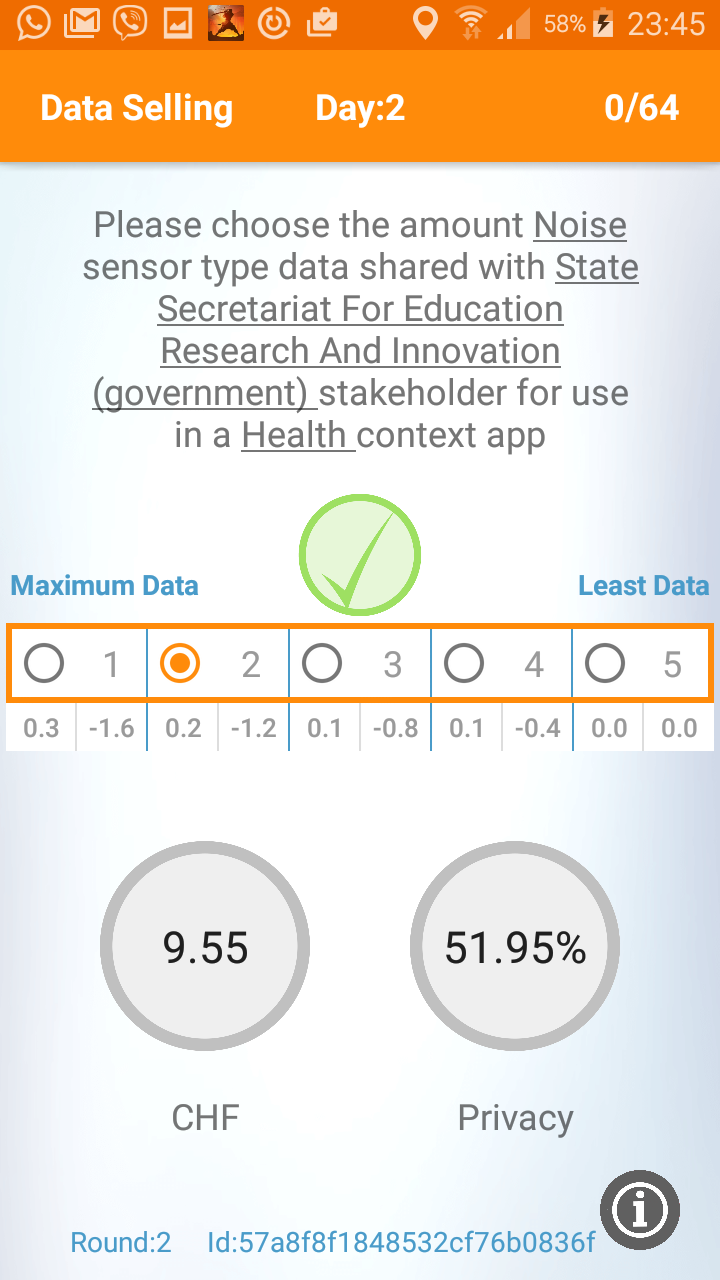 58% 23:45
Data Selling Day:2 0/64
Please choose the amount Noise
sensor type data shared with State
Secretariat For Education
Research And Innovation
(government) stakeholder for use
in a Health context app
Maximum Data Least Data
1 2 3 4 5
0.3 -1.6 0.2 -1.2 0.1 -0.8 0.1 -0.4 0.0 0.0
9.55 51.95%
CHF Privacy
Round:2 Id:57a8f8f1848532cf76b0836f